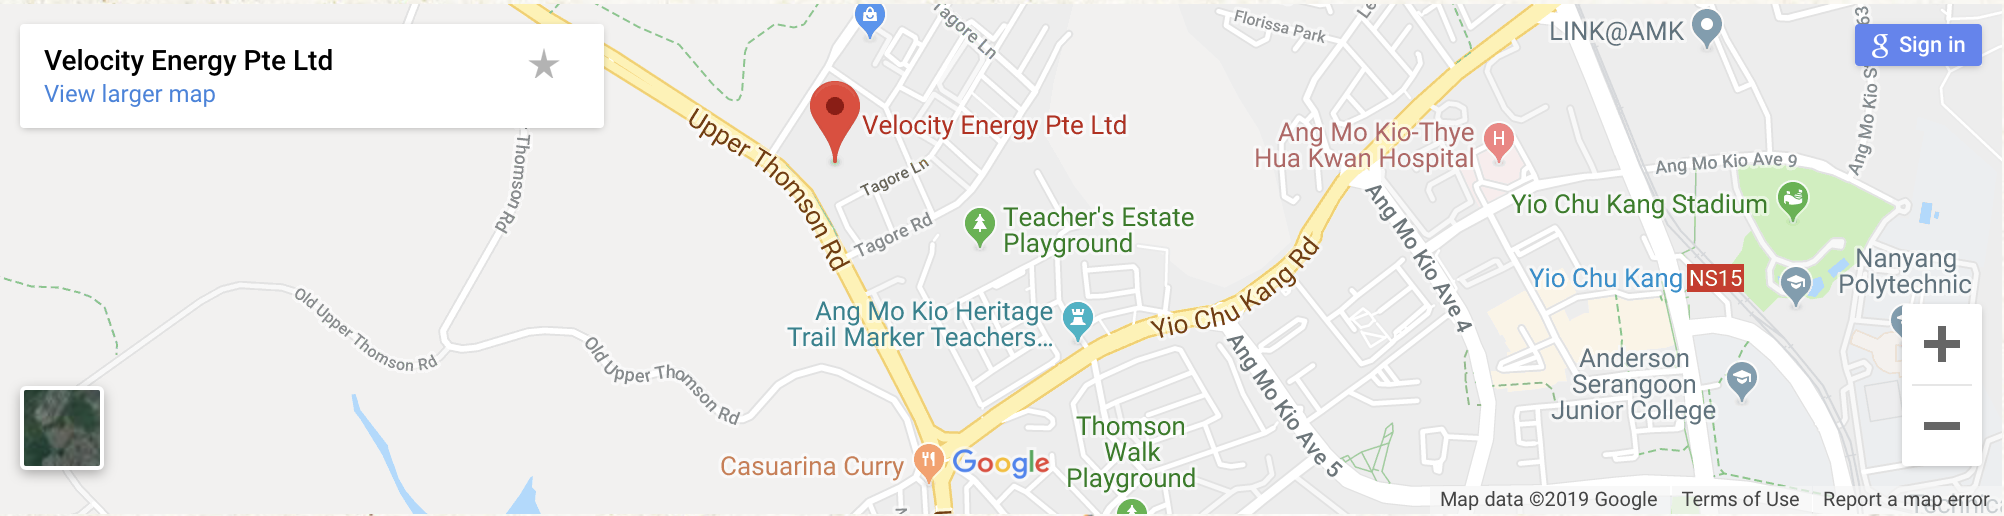 Velocity Energy Pte Ltd
View larger map
Tagore Ln
Florissa Park
LINK@AMK
Sign in
Upper Thomson Rd
Velocity Energy Pte Ltd
Ang Mo Kio-Thye
Hua Kwan Hospital
Ang Mo Kio Ave 9
Ang Mo Kio S
63
Thomson Rd
Tagore Ln
Tagore Rd
Teacher's Estate
Playground
Yio Chu Kang Stadium
Ang Mo Kio Ave 4
Yio Chu Kang Rd
Yio Chu Kang NS15
Nanyang
Polytechnic
Old Upper Thomson Rd
Old Upper Thomson Rd
Ang Mo Kio Heritage
Trail Marker Teachers...
Ang Mo Kio Ave 5
Anderson
Serangoon
Junior College
Thomson
Walk
Playground
Casuarina Curry
Google
Map data ©2019 Google
Terms of Use
Report a map error